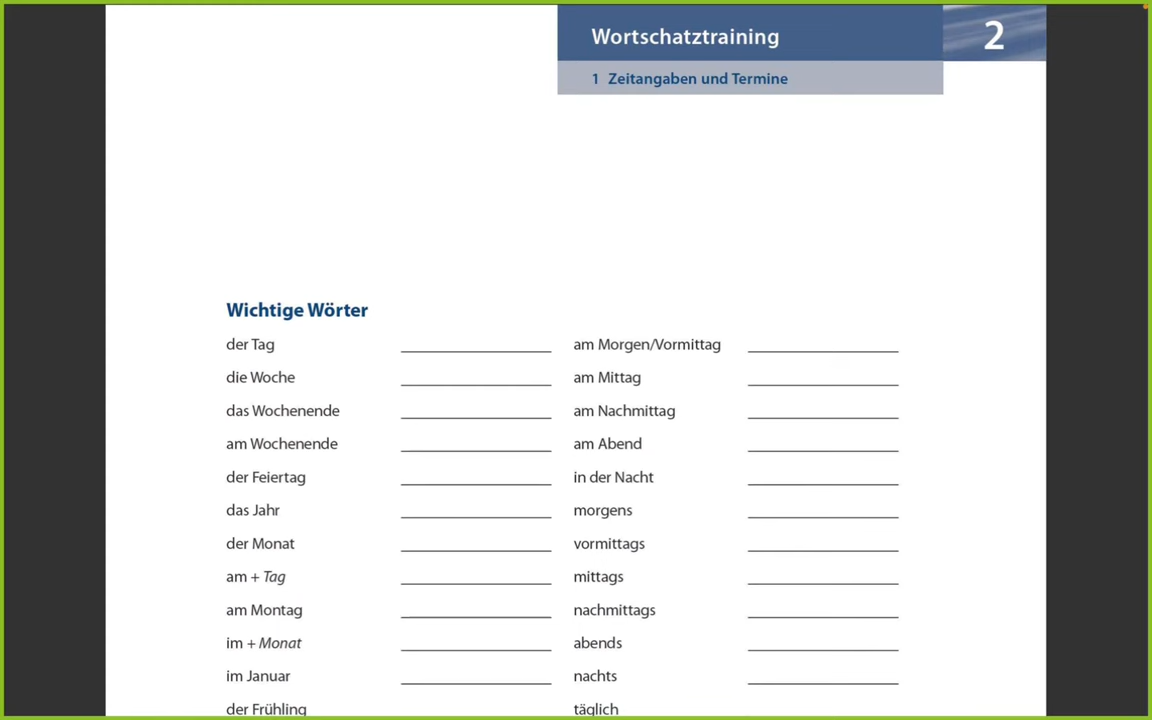 Wortschatztraining
2
1 Zeitangaben und Termine
Wichtige Wörter
der Tag
die Woche
das Wochenende
am Wochenende
der Feiertag
das Jahr
der Monat
am + Tag
am Montag
im + Monat
im Januar
der Frühling
am Morgen/Vormittag
am Mittag
am Nachmittag
am Abend
in der Nacht
morgens
vormittags
mittags
nachmittags
abends
nachts
täglich